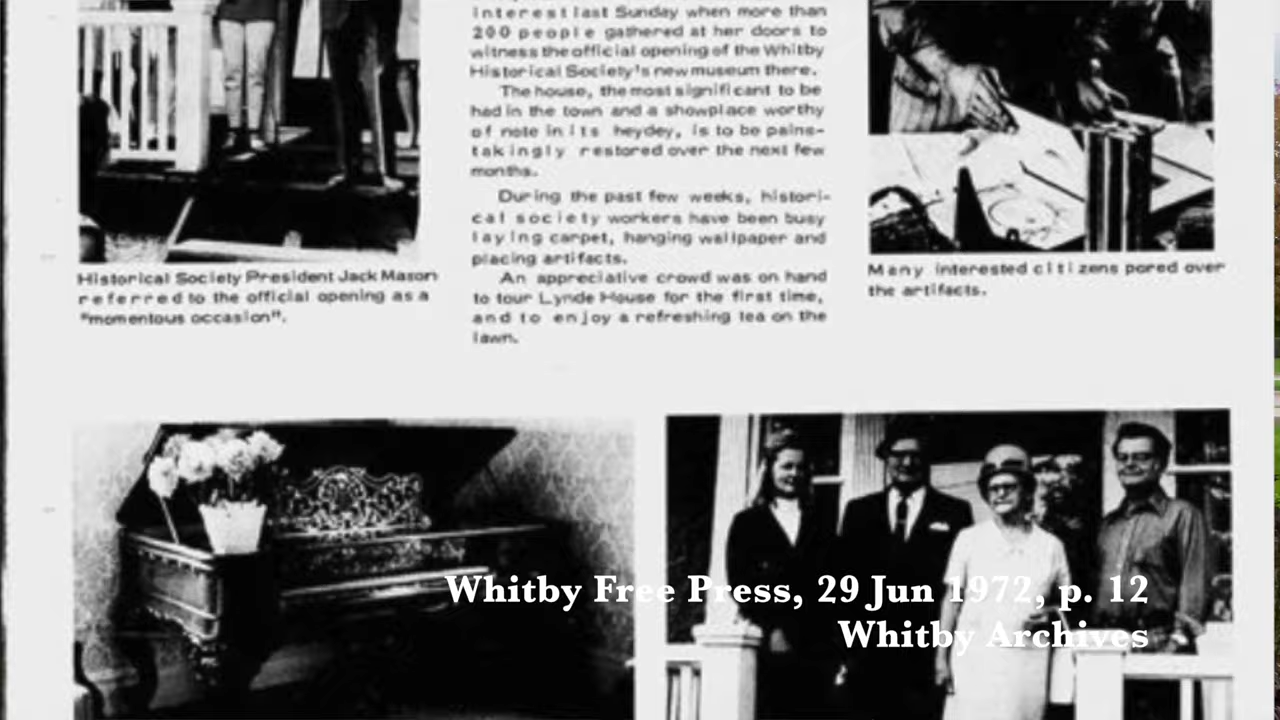 interest last Sunday when more than
200 people gathered at her doors to
witness the official opening of the Whitby
Historical Society's new museum there.
The house, the most significant to be
had in the town and a showplace worthy
of note in its heydey, is to be pains-
takingly restored over the next few
months.
During the past few weeks, histori-
cal society workers have been busy
laying carpet, hanging wallpaper and
placing artifacts.
An appreciative crowd was on hand
to tour Lynde House for the first time,
and to enjoy a refreshing tea on the
lawn.
Historical Society President Jack Mason
referred to the official opening as a
"momentous occasion".
Many interested citizens pored over
the artifacts.
Whitby Free Press, 29 Jun 1972, p. 12
Whitby Archives